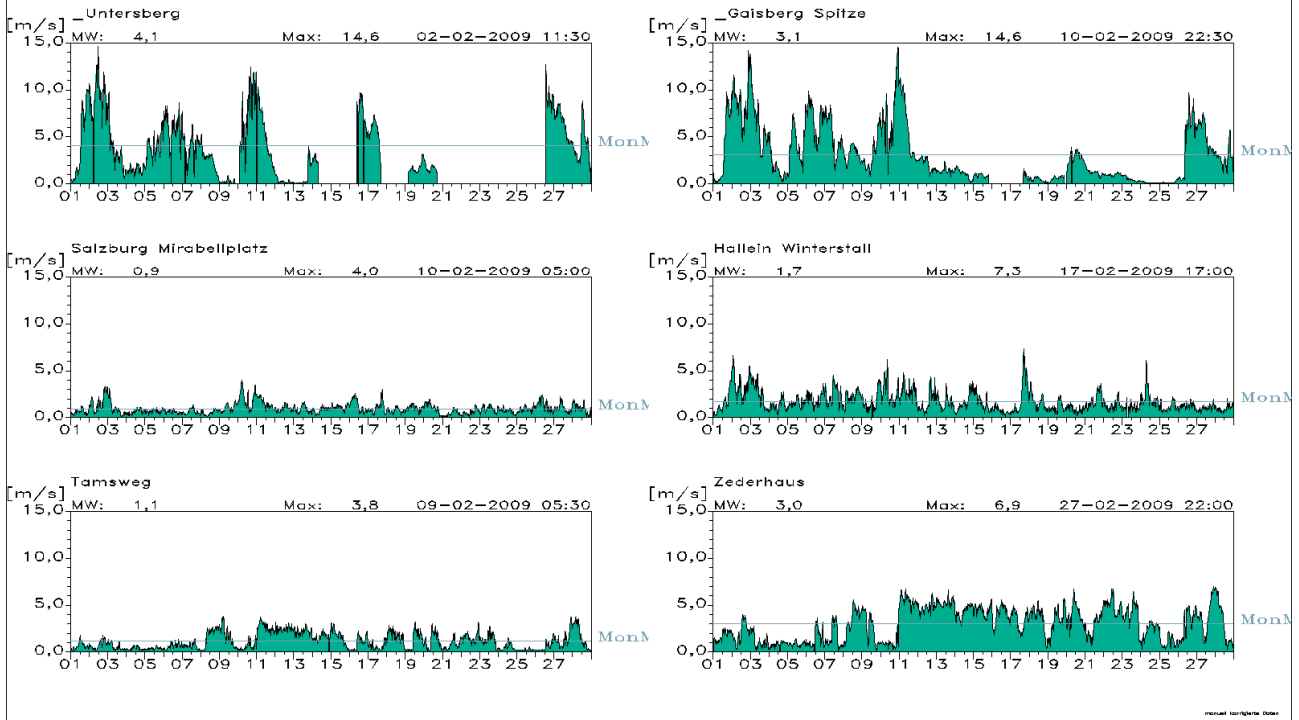 _Untersberg
[m/s] MW: 4,1 Max: 14,6 02-02-2009 11:30
15,0
10,0
5,0
0,0
MonM
01 03 05 07 09 11 13 15 17 19 21 23 25 27
_Gaisberg Spitze
[m/s] MW: 3,1 Max: 14,6 10-02-2009 22:30
15,0
10,0
5,0
0,0
MonM
01 03 05 07 09 11 13 15 17 19 21 23 25 27
Salzburg Mirabellplatz
[m/s] MW: 0,9 Max: 4,0 10-02-2009 05:00
15,0
10,0
5,0
0,0
MonM
01 03 05 07 09 11 13 15 17 19 21 23 25 27
Hallein Winterstall
[m/s] MW: 1,7 Max: 7,3 17-02-2009 17:00
15,0
10,0
5,0
0,0
MonM
01 03 05 07 09 11 13 15 17 19 21 23 25 27
Tamsweg
[m/s] MW: 1,1 Max: 3,8 09-02-2009 05:30
15,0
10,0
5,0
0,0
MonM
01 03 05 07 09 11 13 15 17 19 21 23 25 27
Zederhaus
[m/s] MW: 3,0 Max: 6,9 27-02-2009 22:00
15,0
10,0
5,0
0,0
MonM
01 03 05 07 09 11 13 15 17 19 21 23 25 27
manuell korrigierte Daten